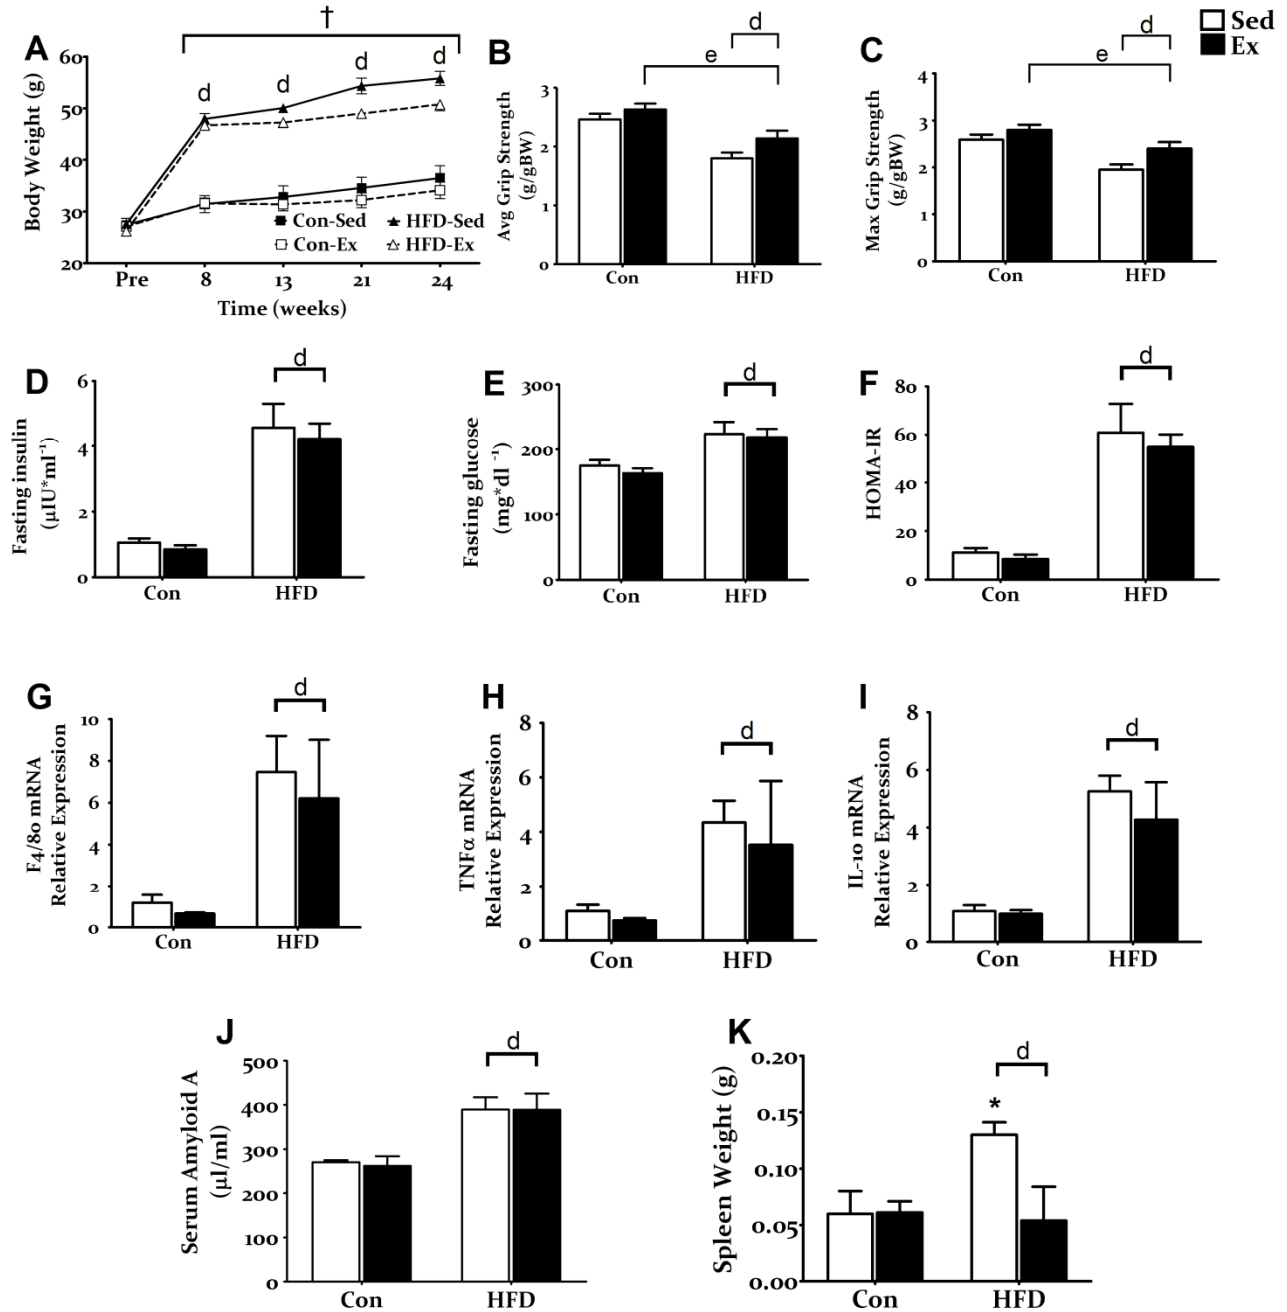 †
A
Body Weight (g)
60
50
40
30
20
d
d
d
d
Con-Sed
HFD-Sed
Con-Ex
HFD-Ex
Pre
8
13
21
24
Time (weeks)
B
Avg Grip Strength
(g/gBW)
3
2
1
0
d
e
Con
HFD
C
Max Grip Strength
(g/gBW)
4
3
2
1
0
d
e
Con
HFD
Sed
Ex
D
Fasting insulin
(µIU*ml⁻¹)
6
4
2
0
d
Con
HFD
E
Fasting glucose
(mg*dl ⁻¹)
300
200
100
0
d
Con
HFD
F
HOMA-IR
80
60
40
20
0
d
Con
HFD
G
F4/80 mRNA
Relative Expression
10
8
6
4
2
0
d
Con
HFD
H
TNFα mRNA
Relative Expression
8
6
4
2
0
d
Con
HFD
I
IL-10 mRNA
Relative Expression
8
6
4
2
0
d
Con
HFD
J
Serum Amyloid A
(µl/ml)
500
400
300
200
100
0
d
Con
HFD
K
Spleen Weight (g)
0.20
0.15
0.10
0.05
0.00
d
*
Con
HFD